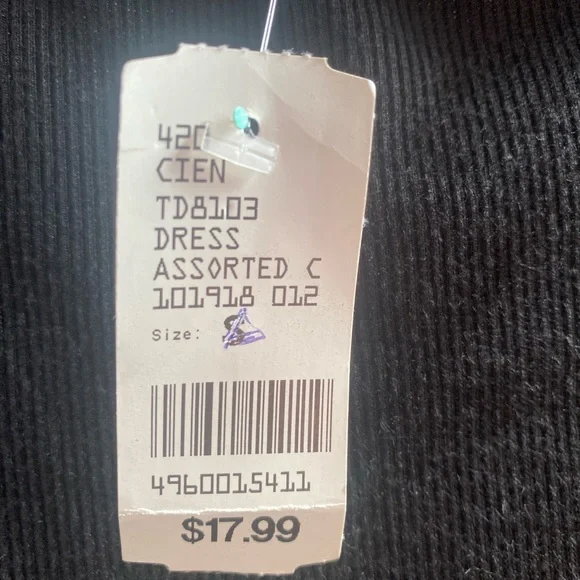 420
CIEN
TD8103
DRESS
ASSORTED C
101918 012
Size: S
4960015411
$17.99